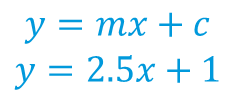 y = mx + c
y = 2.5x + 1